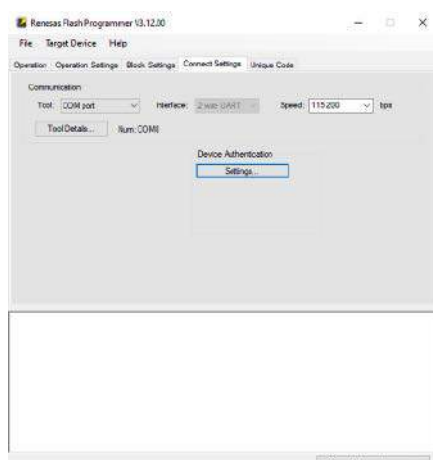 Renesas Flash Programmer V3.12.00
File Target Device Help
Operation Operation Settings Block Settings Connect Settings Unique Code
Communication
Tool: COM port Interface: 2 wire UART Speed: 115200 bps
Tool Details... Num: COM8
Device Authentication
Settings...